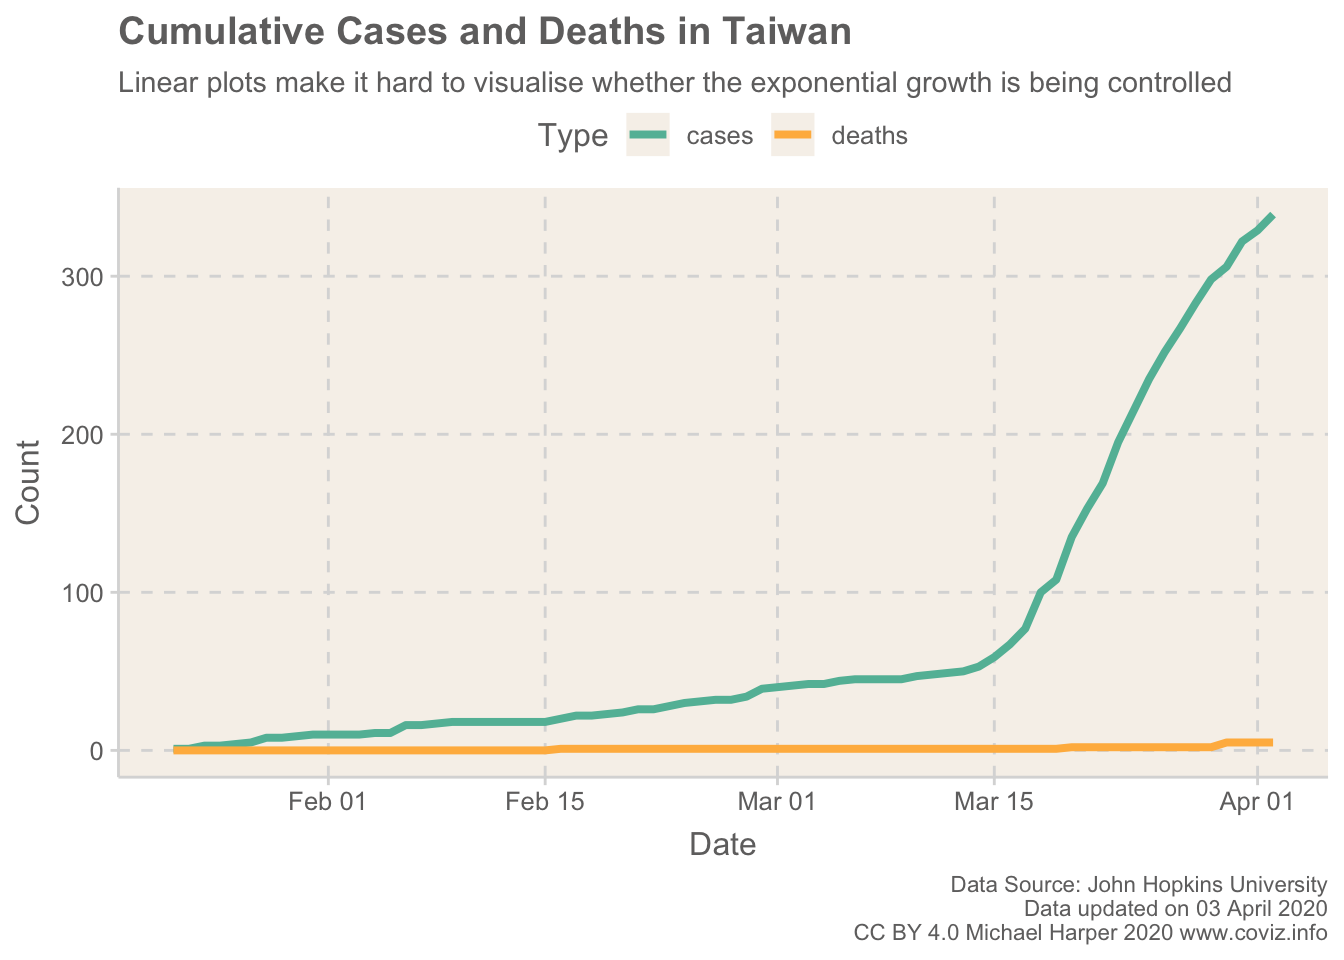 Cumulative Cases and Deaths in Taiwan
Linear plots make it hard to visualise whether the exponential growth is being controlled
Type cases deaths
Count
300
200
100
0
Feb 01 Feb 15 Mar 01 Mar 15 Apr 01
Date
Data Source: John Hopkins University
Data updated on 03 April 2020
CC BY 4.0 Michael Harper 2020 www.coviz.info